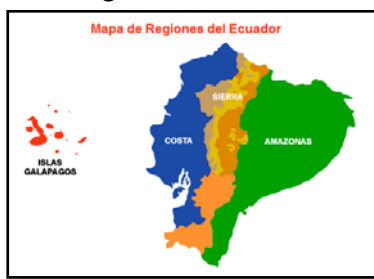 Mapa de Regiones del Ecuador
SIERRA
COSTA
AMAZONAS
ISLAS
GALAPAGOS